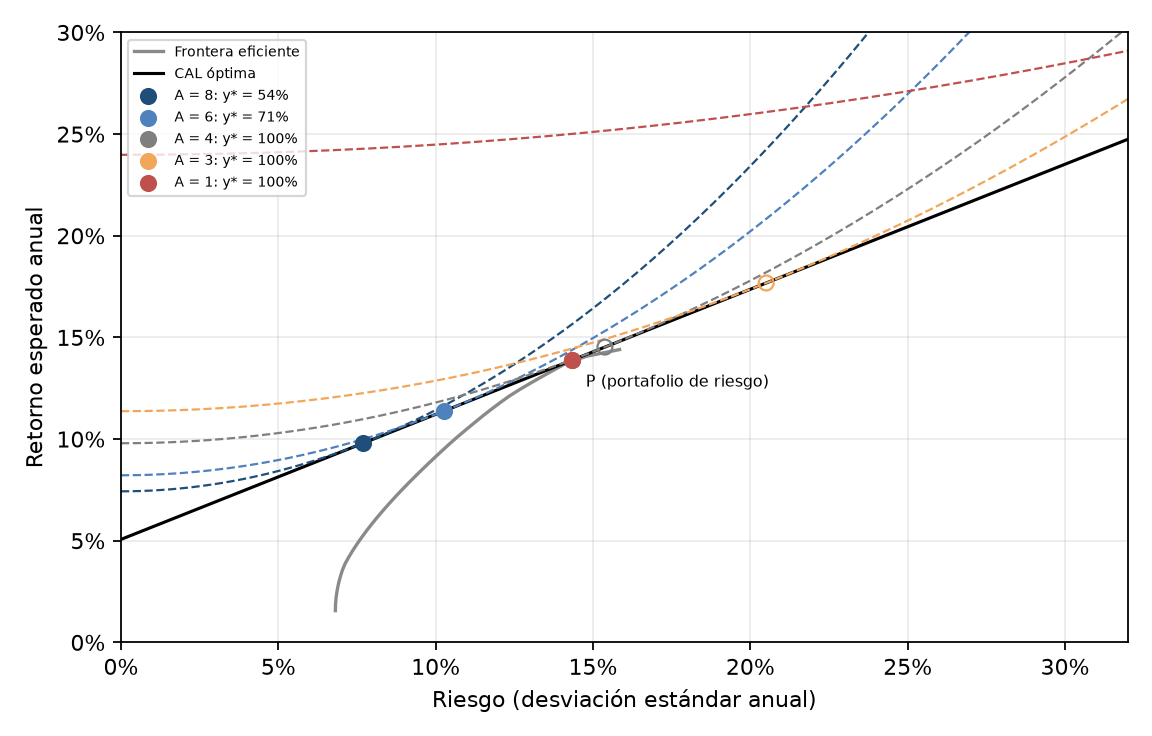 30%
25%
20%
15%
10%
5%
0%
Retorno esperado anual
Frontera eficiente
CAL óptima
A = 8: y* = 54%
A = 6: y* = 71%
A = 4: y* = 100%
A = 3: y* = 100%
A = 1: y* = 100%
P (portafolio de riesgo)
0%
5%
10%
15%
20%
25%
30%
Riesgo (desviación estándar anual)